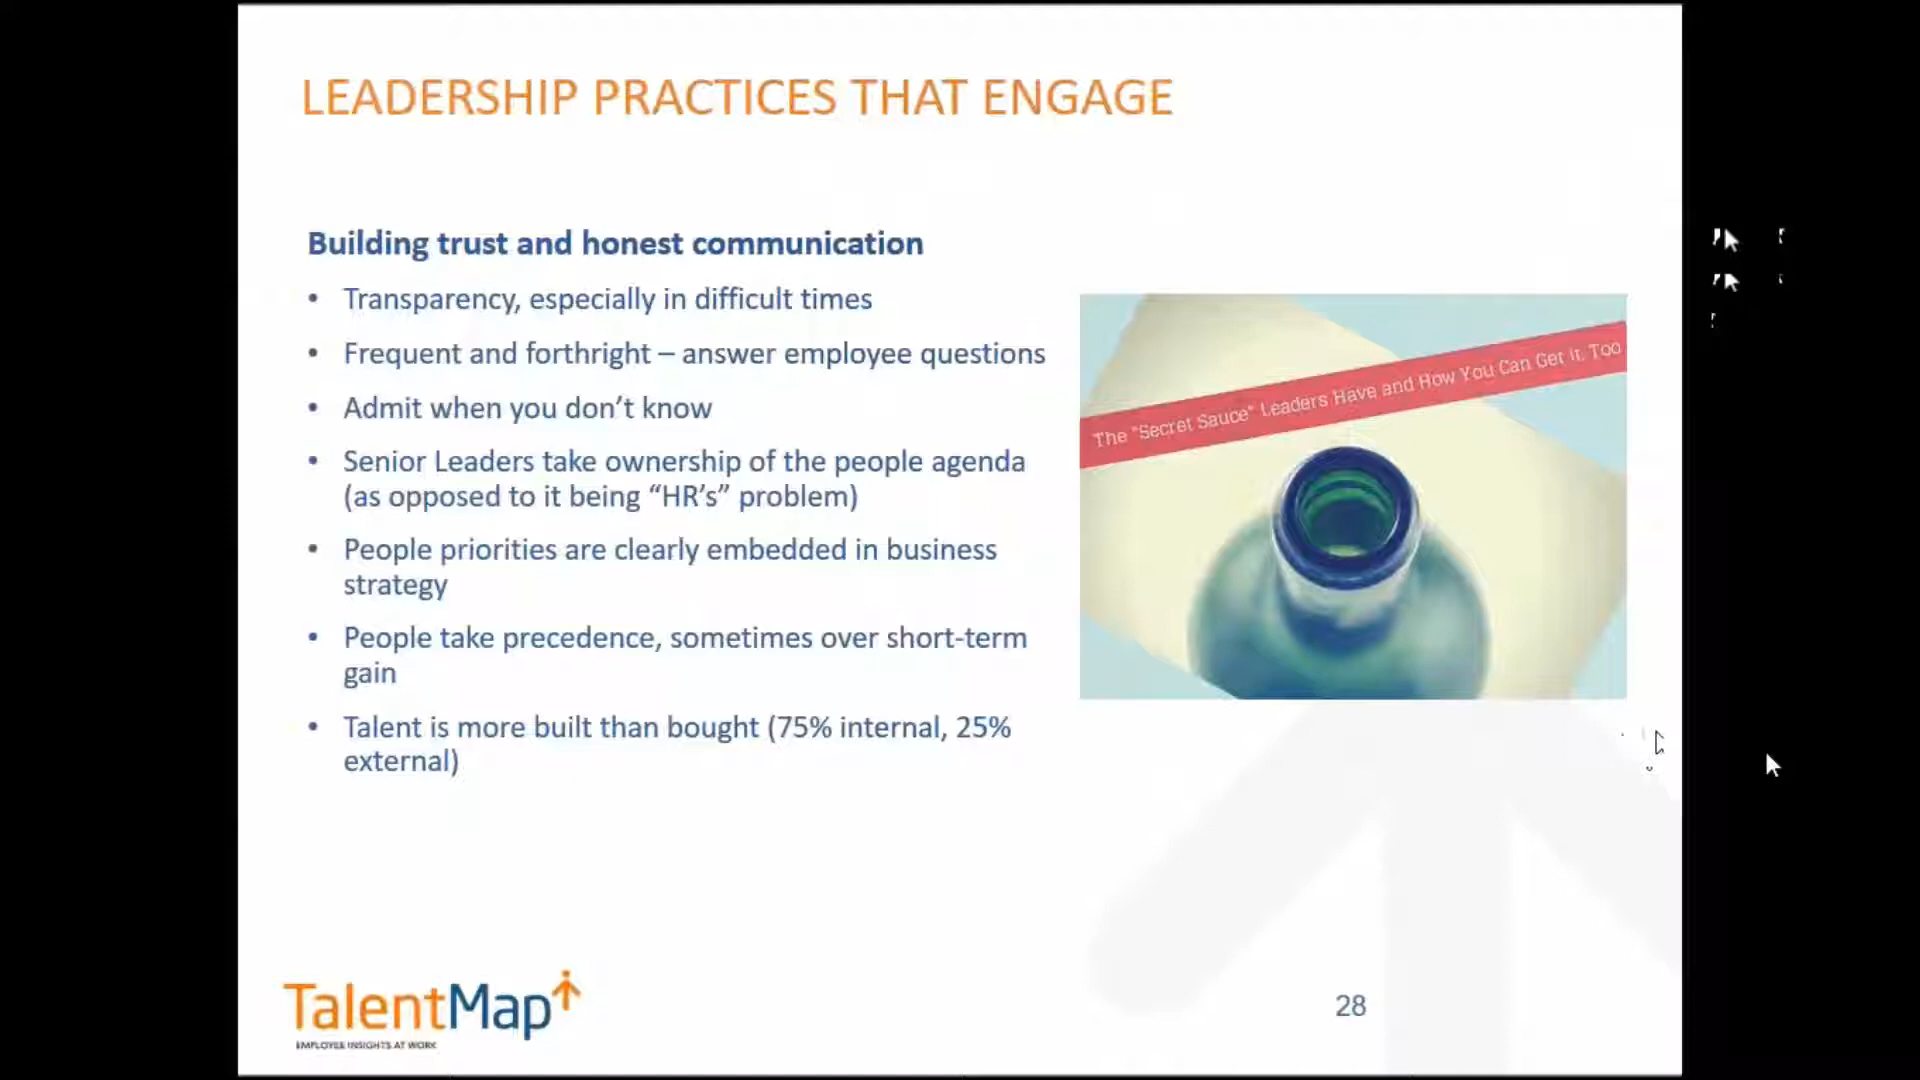 LEADERSHIP PRACTICES THAT ENGAGE
Building trust and honest communication
• Transparency, especially in difficult times
• Frequent and forthright – answer employee questions
• Admit when you don’t know
• Senior Leaders take ownership of the people agenda
(as opposed to it being “HR’s” problem)
• People priorities are clearly embedded in business
strategy
• People take precedence, sometimes over short-term
gain
• Talent is more built than bought (75% internal, 25%
external)
The "Secret Sauce" Leaders Have and How You Can Get it. Too
TalentMap
EMPLOYEE INSIGHTS AT WORK
28